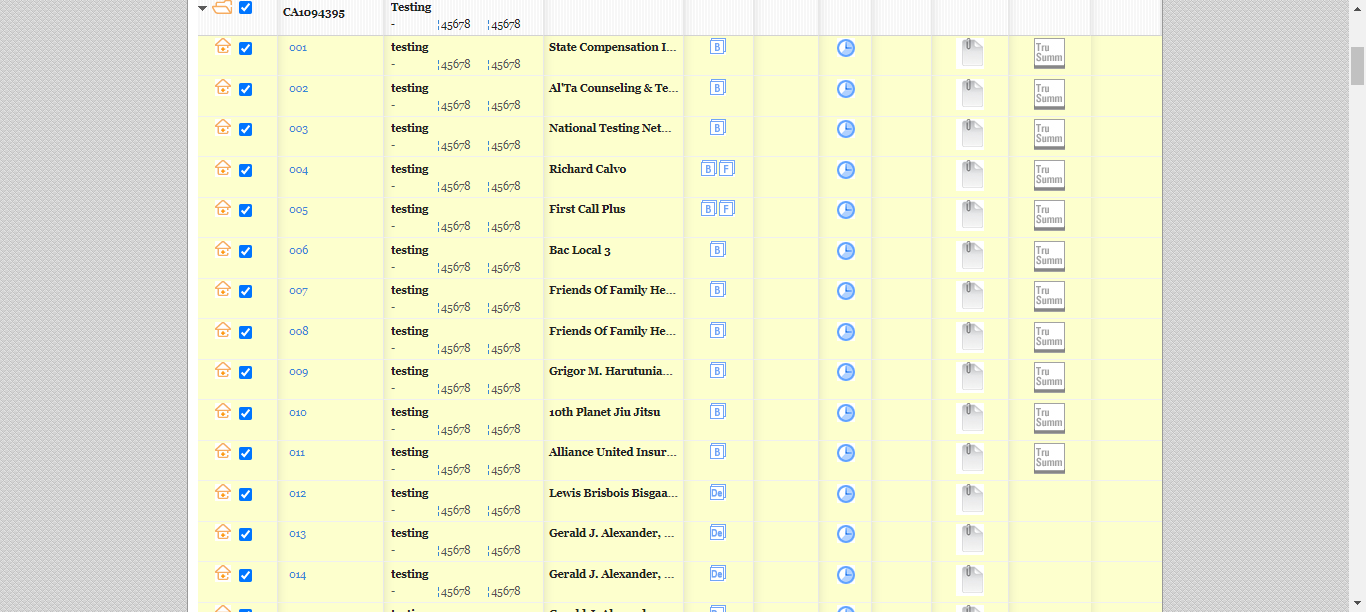 CA1094395 Testing
- ¦45678 ¦45678
001 testing State Compensation I... B Tru Summ
- ¦45678 ¦45678
002 testing Al'Ta Counseling & Te... B Tru Summ
- ¦45678 ¦45678
003 testing National Testing Net... B Tru Summ
- ¦45678 ¦45678
004 testing Richard Calvo B F Tru Summ
- ¦45678 ¦45678
005 testing First Call Plus B F Tru Summ
- ¦45678 ¦45678
006 testing Bac Local 3 B Tru Summ
- ¦45678 ¦45678
007 testing Friends Of Family He... B Tru Summ
- ¦45678 ¦45678
008 testing Friends Of Family He... B Tru Summ
- ¦45678 ¦45678
009 testing Grigor M. Harutunia... B Tru Summ
- ¦45678 ¦45678
010 testing 10th Planet Jiu Jitsu B Tru Summ
- ¦45678 ¦45678
011 testing Alliance United Insur... B Tru Summ
- ¦45678 ¦45678
012 testing Lewis Brisbois Bisgaa... De
- ¦45678 ¦45678
013 testing Gerald J. Alexander, ... De
- ¦45678 ¦45678
014 testing Gerald J. Alexander, ... De
- ¦45678 ¦45678